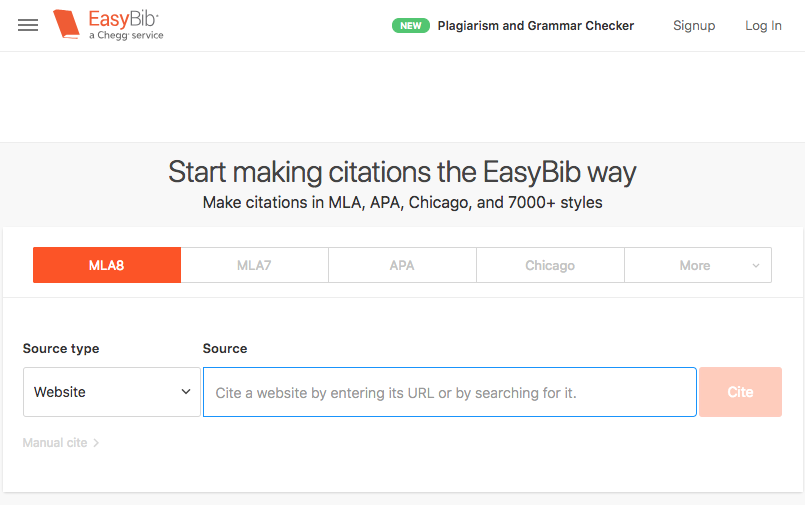 EasyBib®
a Chegg® service
NEW Plagiarism and Grammar Checker Signup Log In
Start making citations the EasyBib way
Make citations in MLA, APA, Chicago, and 7000+ styles
MLA8 MLA7 APA Chicago More
Source type Source
Website Cite a website by entering its URL or by searching for it. Cite
Manual cite